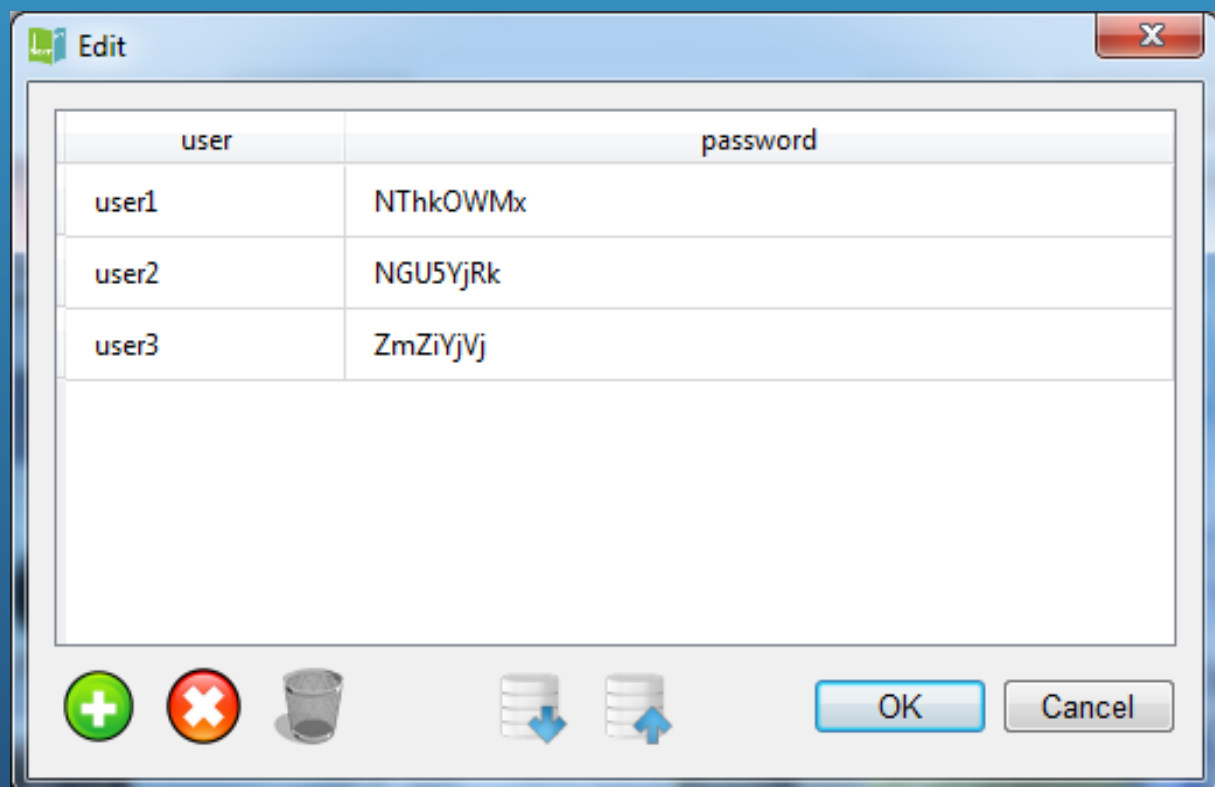 Edit
user password
user1 NThkOWMx
user2 NGU5YjRk
user3 ZmZiYjVj
OK Cancel